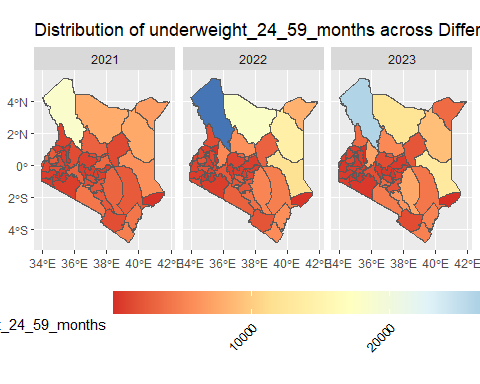 Distribution of underweight_24_59_months across Differ
2021 2022 2023
4°N
2°N
0°
2°S
4°S
34°E 36°E 38°E 40°E 42°E 34°E 36°E 38°E 40°E 42°E 34°E 36°E 38°E 40°E 42°E
t_24_59_months
10000 20000